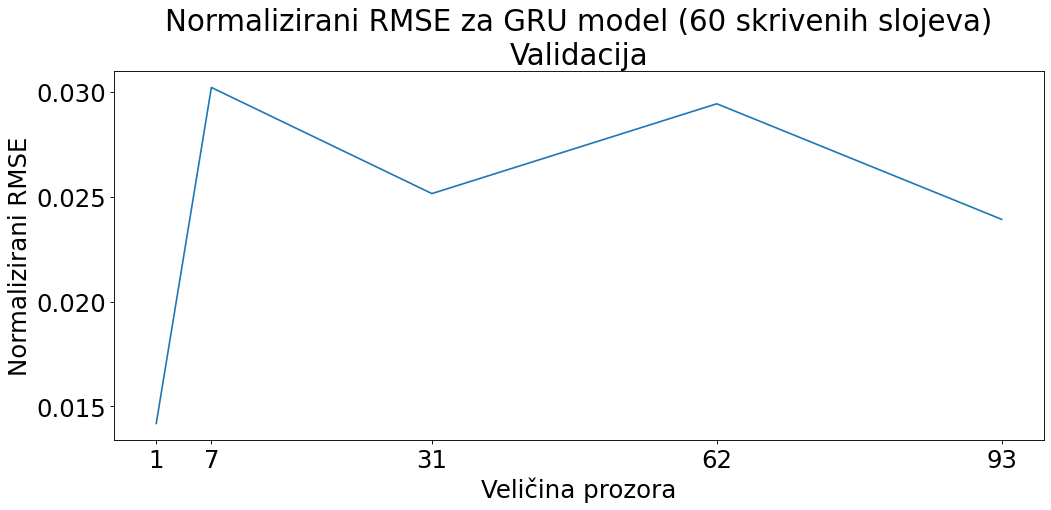 Normalizirani RMSE za GRU model (60 skrivenih slojeva)
Validacija
Normalizirani RMSE
0.030
0.025
0.020
0.015
1 7 31 62 93
Veličina prozora